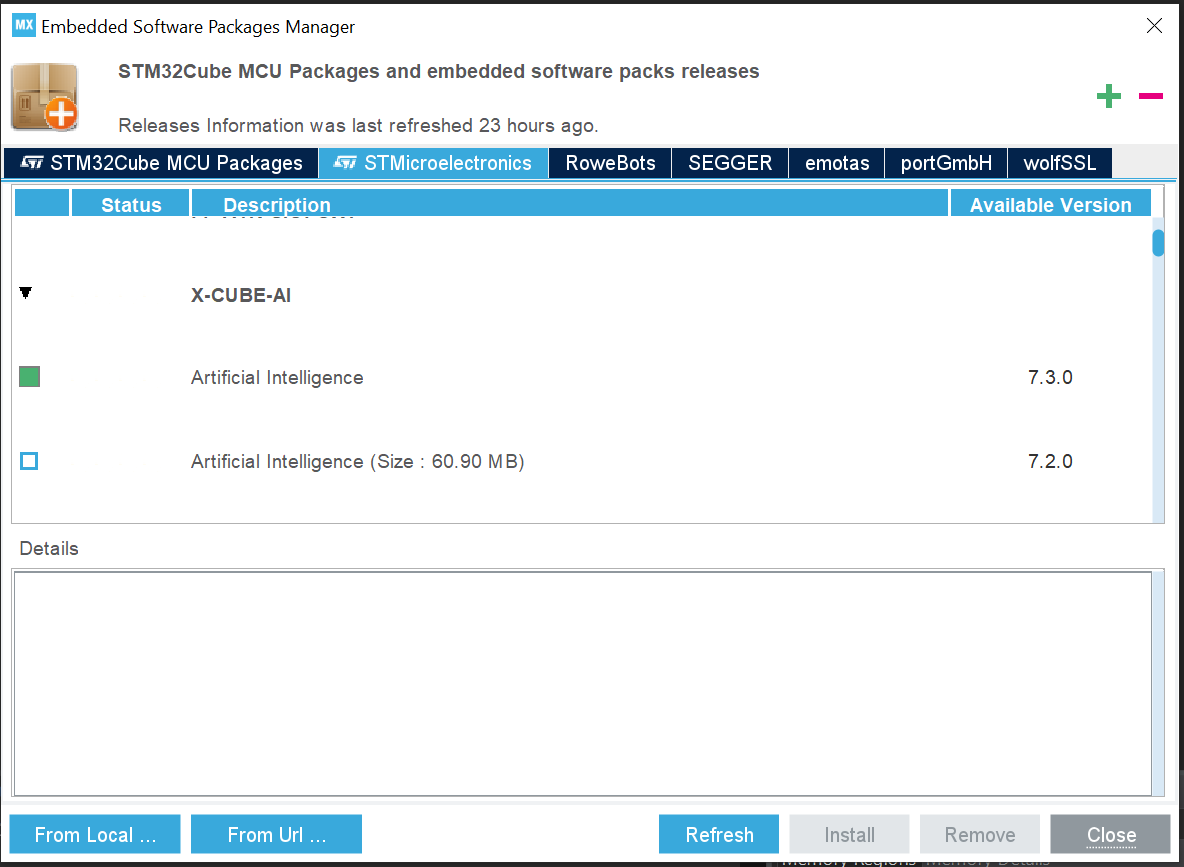 MX Embedded Software Packages Manager
STM32Cube MCU Packages and embedded software packs releases
Releases Information was last refreshed 23 hours ago.
STM32Cube MCU Packages STMicroelectronics RoweBots SEGGER emotas portGmbH wolfSSL
Status Description Available Version
X-CUBE-AI
Artificial Intelligence 7.3.0
Artificial Intelligence (Size : 60.90 MB) 7.2.0
Details
From Local ... From Url ... Refresh Install Remove Close
Memory Regions Memory Details